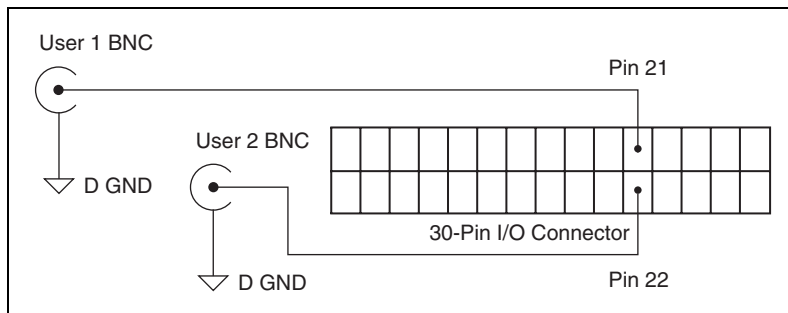 User 1 BNC
Pin 21
User 2 BNC
D GND
30-Pin I/O Connector
D GND
Pin 22